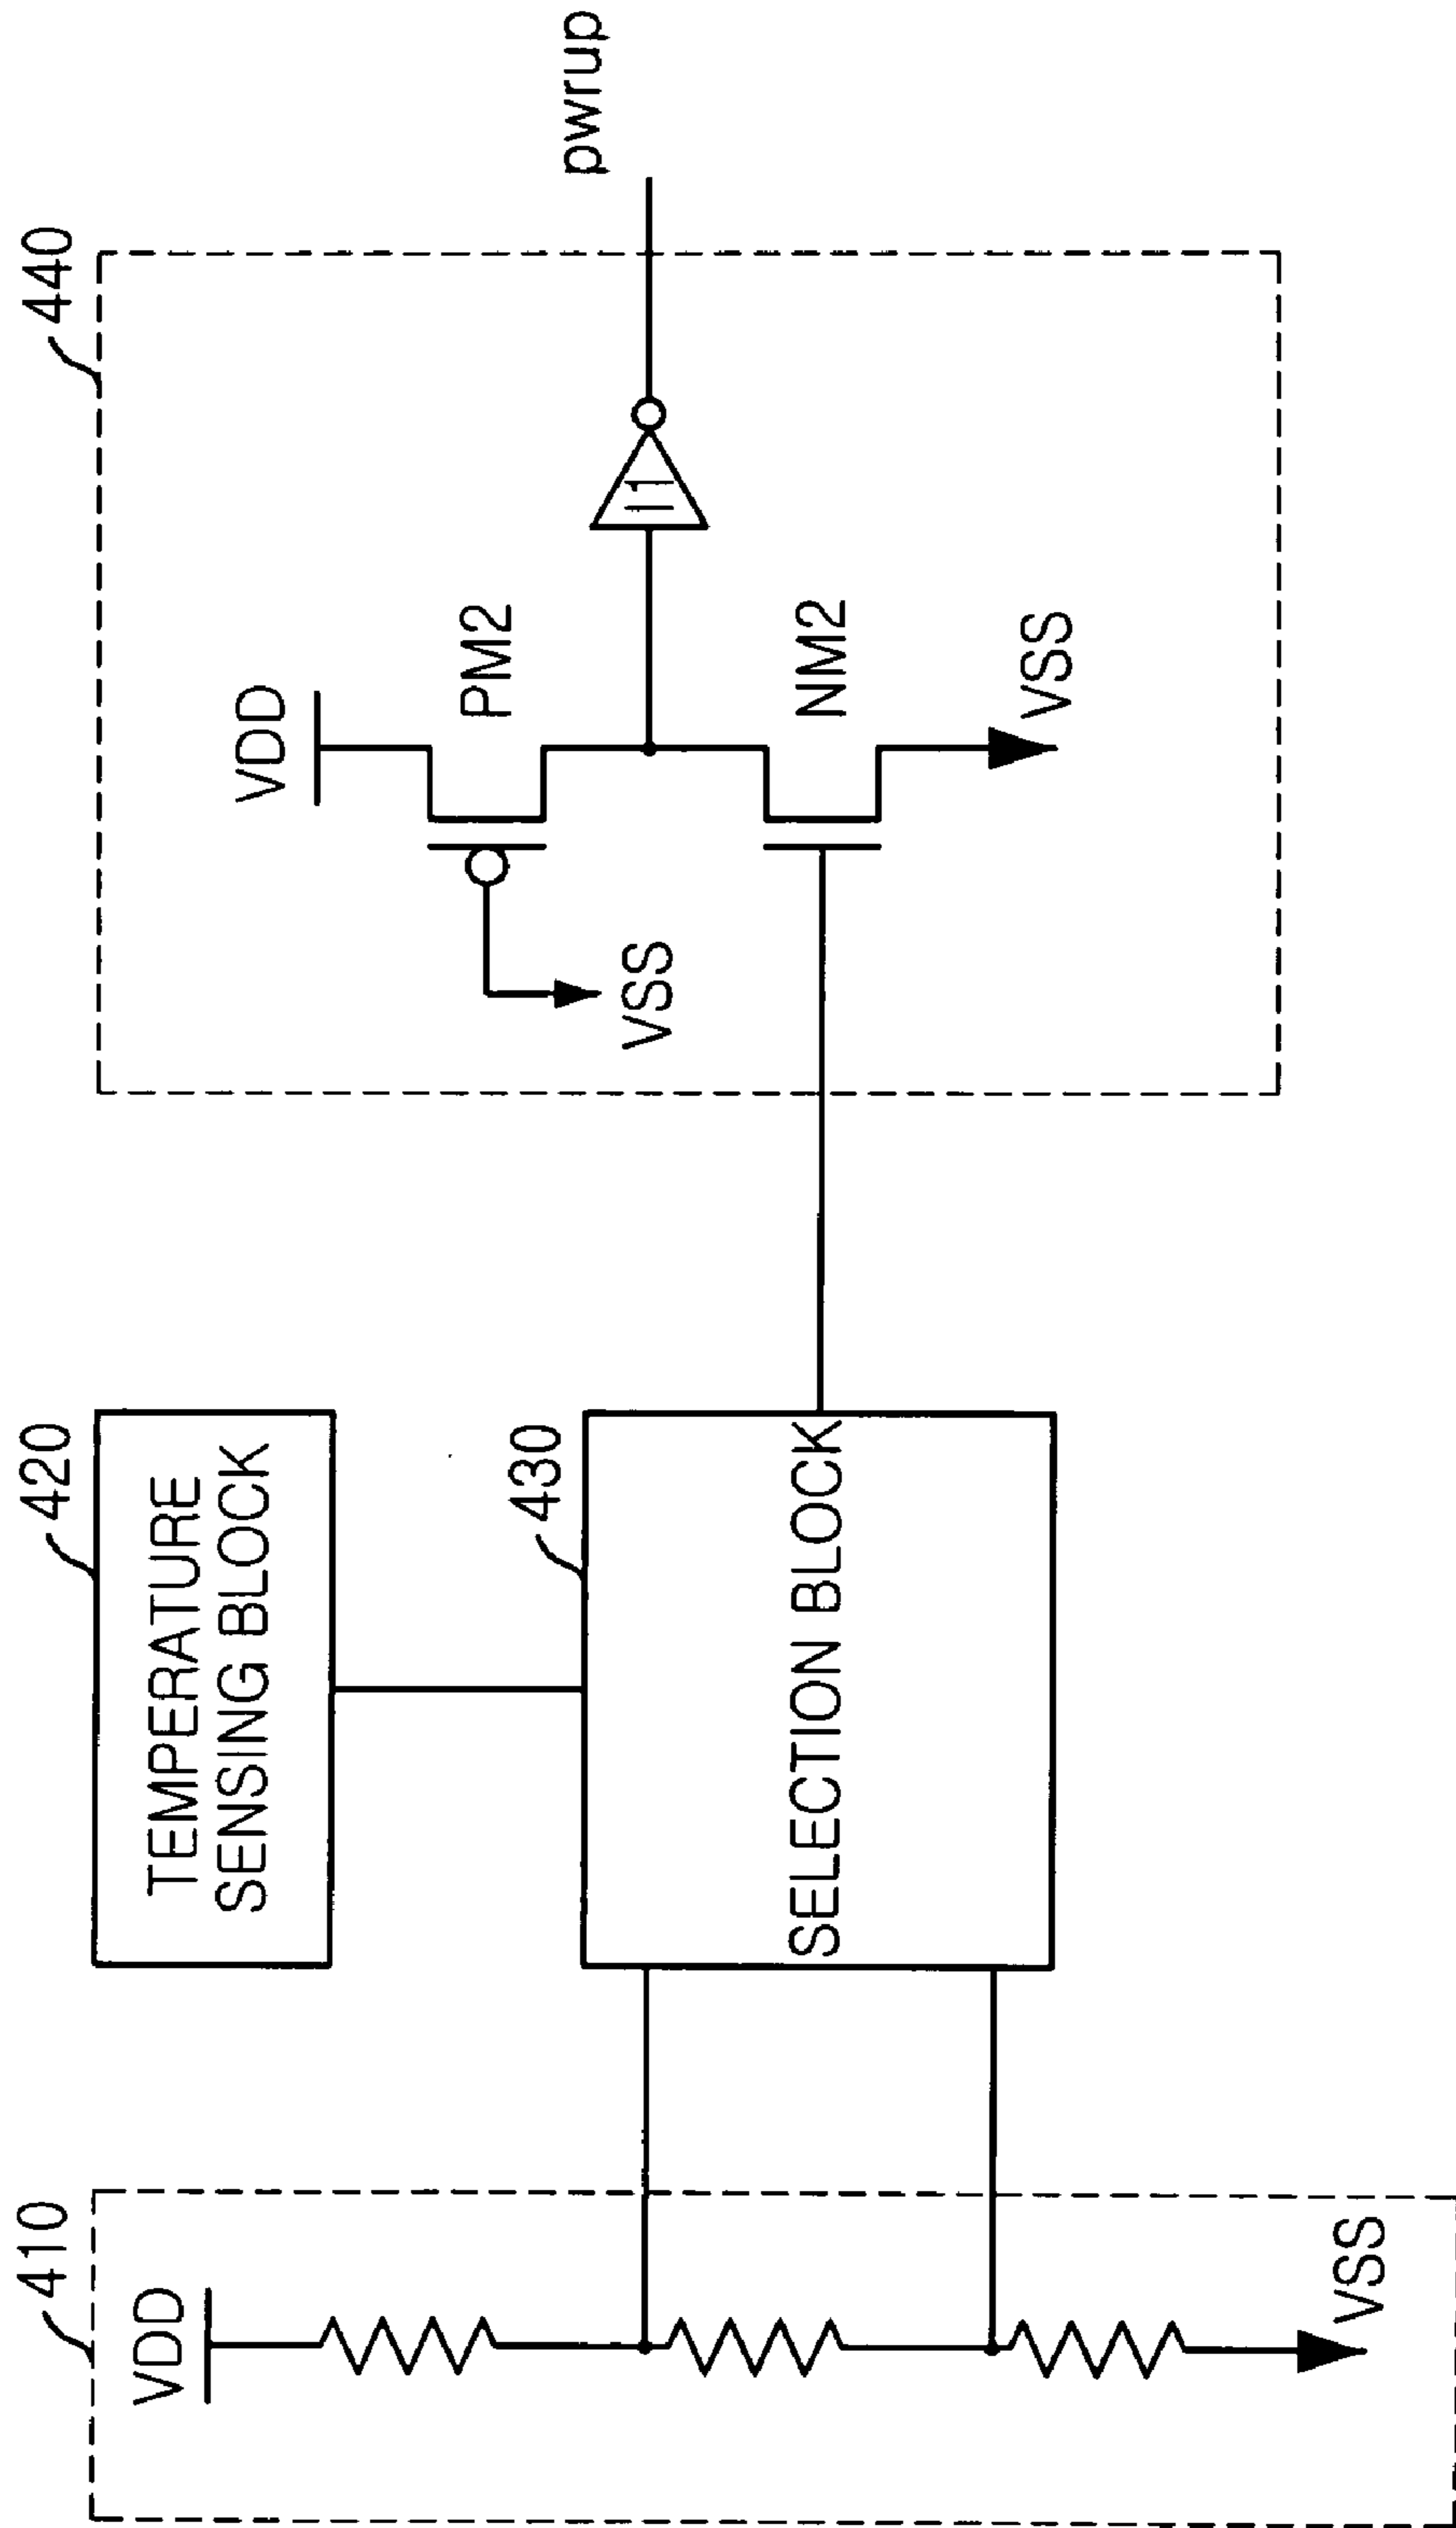 410
VDD
VSS
420
TEMPERATURE
SENSING BLOCK
430
SELECTION BLOCK
440
VDD
PM2
VSS
NM2
VSS
I1
pwrup